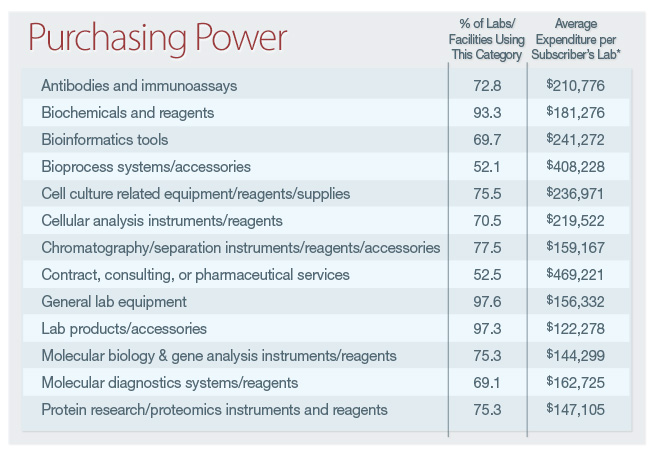 Purchasing Power
% of Labs/
Facilities Using
This Category
Average
Expenditure per
Subscriber's Lab*
Antibodies and immunoassays 72.8 $210,776
Biochemicals and reagents 93.3 $181,276
Bioinformatics tools 69.7 $241,272
Bioprocess systems/accessories 52.1 $408,228
Cell culture related equipment/reagents/supplies 75.5 $236,971
Cellular analysis instruments/reagents 70.5 $219,522
Chromatography/separation instruments/reagents/accessories 77.5 $159,167
Contract, consulting, or pharmaceutical services 52.5 $469,221
General lab equipment 97.6 $156,332
Lab products/accessories 97.3 $122,278
Molecular biology & gene analysis instruments/reagents 75.3 $144,299
Molecular diagnostics systems/reagents 69.1 $162,725
Protein research/proteomics instruments and reagents 75.3 $147,105